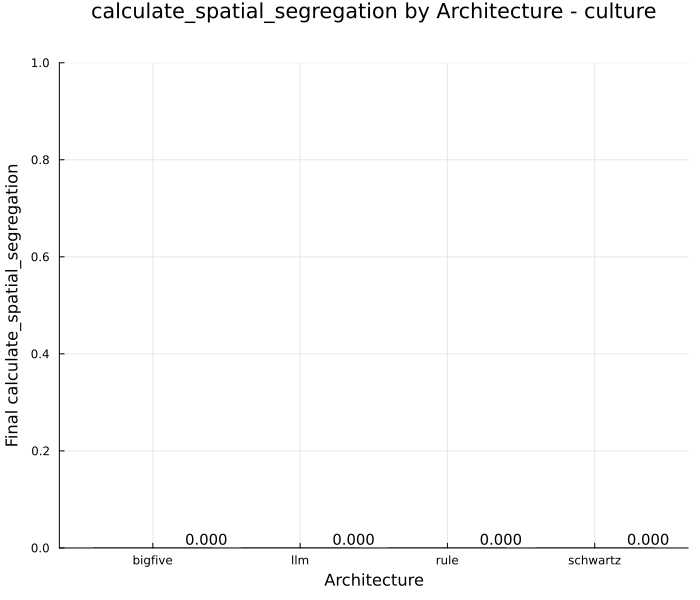 calculate_spatial_segregation by Architecture - culture
Final calculate_spatial_segregation
1.0
0.8
0.6
0.4
0.2
0.0
0.000 0.000 0.000 0.000
bigfive llm rule schwartz
Architecture